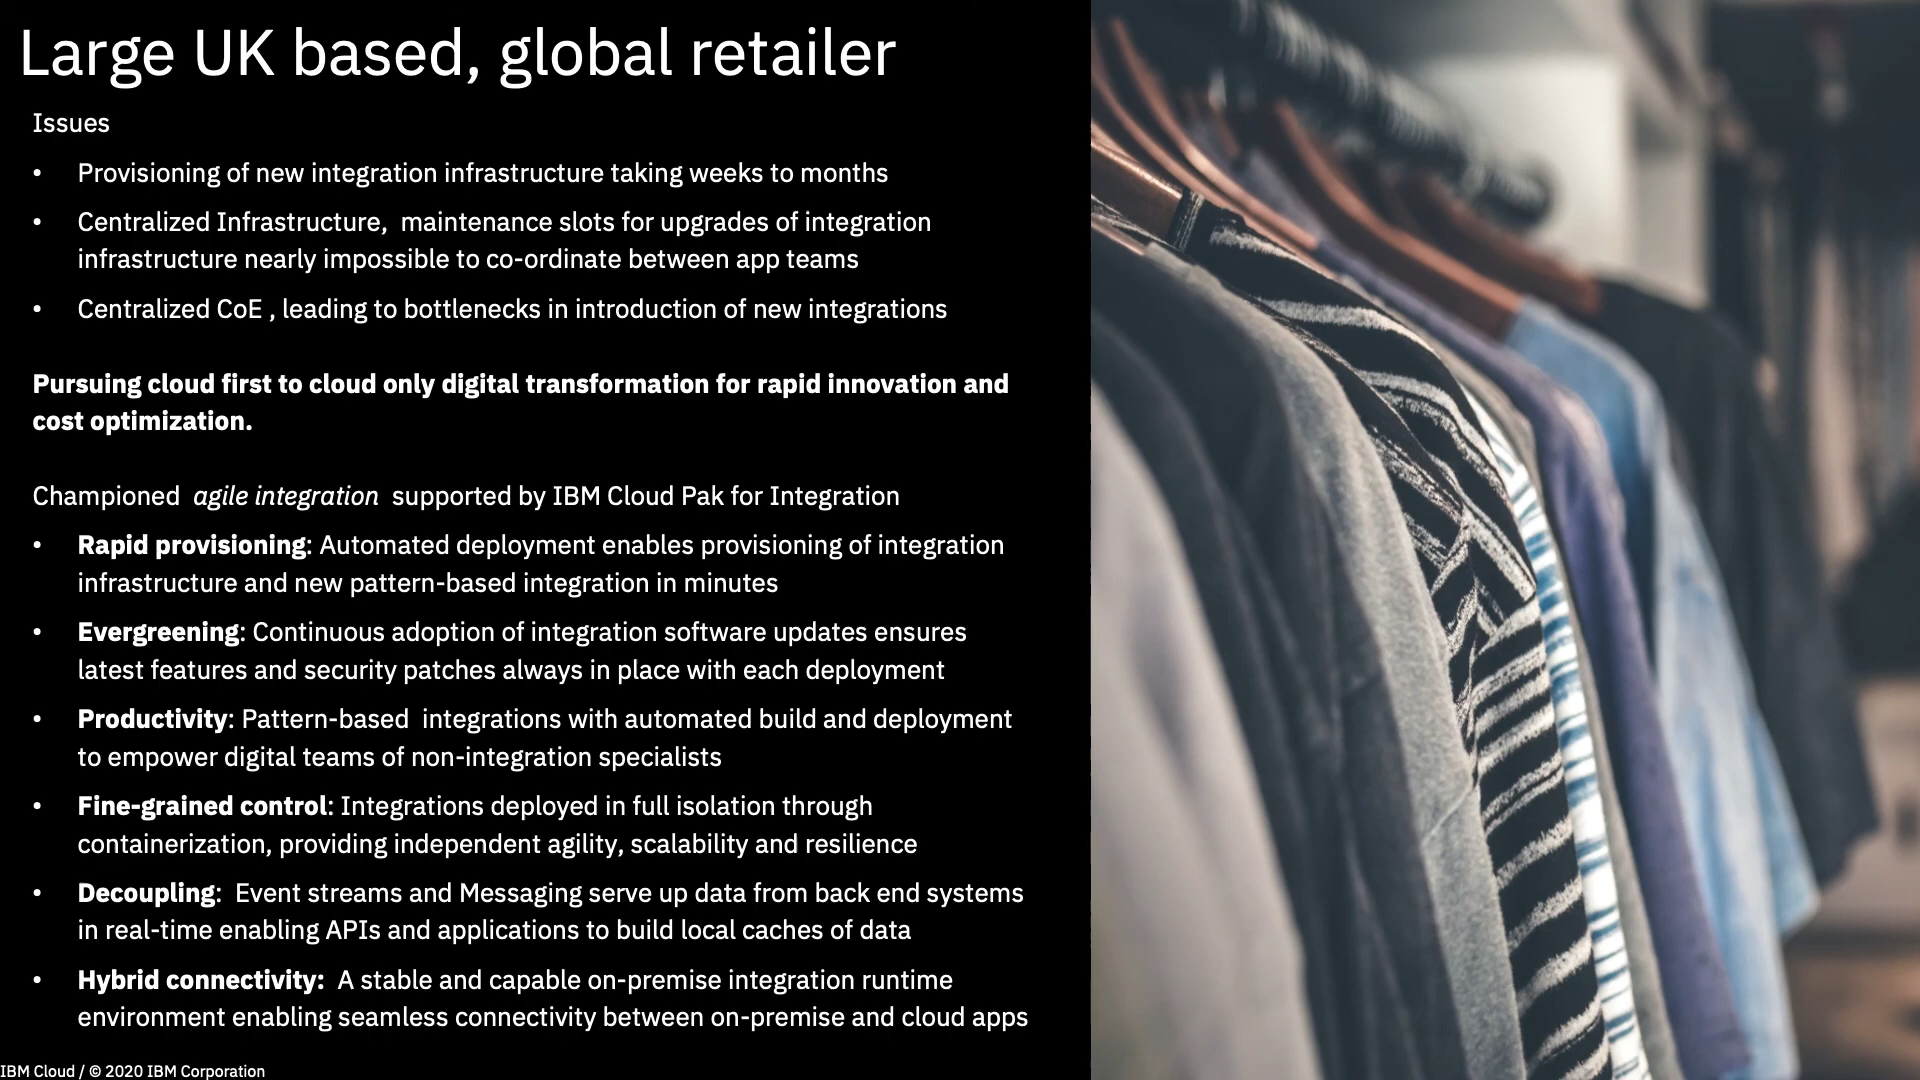 Large UK based, global retailer
Issues
• Provisioning of new integration infrastructure taking weeks to months
• Centralized Infrastructure,  maintenance slots for upgrades of integration
infrastructure nearly impossible to co-ordinate between app teams
• Centralized CoE , leading to bottlenecks in introduction of new integrations
Pursuing cloud first to cloud only digital transformation for rapid innovation and
cost optimization.
Championed  agile integration  supported by IBM Cloud Pak for Integration
• Rapid provisioning: Automated deployment enables provisioning of integration
infrastructure and new pattern-based integration in minutes
• Evergreening: Continuous adoption of integration software updates ensures
latest features and security patches always in place with each deployment
• Productivity: Pattern-based  integrations with automated build and deployment
to empower digital teams of non-integration specialists
• Fine-grained control: Integrations deployed in full isolation through
containerization, providing independent agility, scalability and resilience
• Decoupling:  Event streams and Messaging serve up data from back end systems
in real-time enabling APIs and applications to build local caches of data
• Hybrid connectivity:  A stable and capable on-premise integration runtime
environment enabling seamless connectivity between on-premise and cloud apps
IBM Cloud / © 2020 IBM Corporation